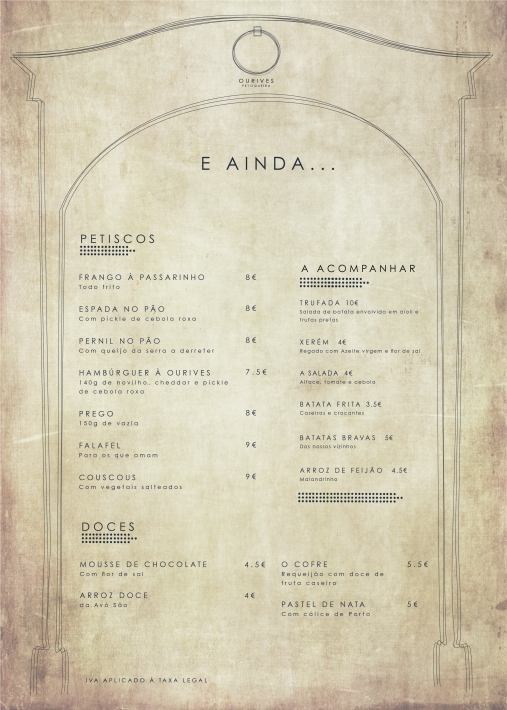 OURIVES
PETISQUEIRA
E AINDA...
PETISCOS
FRANGO À PASSARINHO 8€
Todo frito
ESPADA NO PÃO 8€
Com pickle de cebola roxa
PERNIL NO PÃO 8€
Com queijo da serra a derreter
HAMBÚRGUER À OURIVES 7.5€
140g de novilho, cheddar e pickle
de cebola roxa
PREGO 8€
150g de vazia
FALAFEL 9€
Para os que amam
COUSCOUS 9€
Com vegetais salteados
A ACOMPANHAR
TRUFADA 10€
Salada de batata envolvida em aioli e
trufas pretas
XERÉM 4€
Regado com Azeite virgem e flor de sal
A SALADA 4€
Alface, tomate e cebola
BATATA FRITA 3.5€
Caseiras e crocantes
BATATAS BRAVAS 5€
Das nossas vizinhas
ARROZ DE FEIJÃO 4.5€
Malandrinho
DOCES
MOUSSE DE CHOCOLATE 4.5€
Com flor de sal
ARROZ DOCE 4€
da Avó São
O COFRE 5.5€
Requeijão com doce de
fruta caseiro
PASTEL DE NATA 5€
Com cálice de Porto
IVA APLICADO À TAXA LEGAL